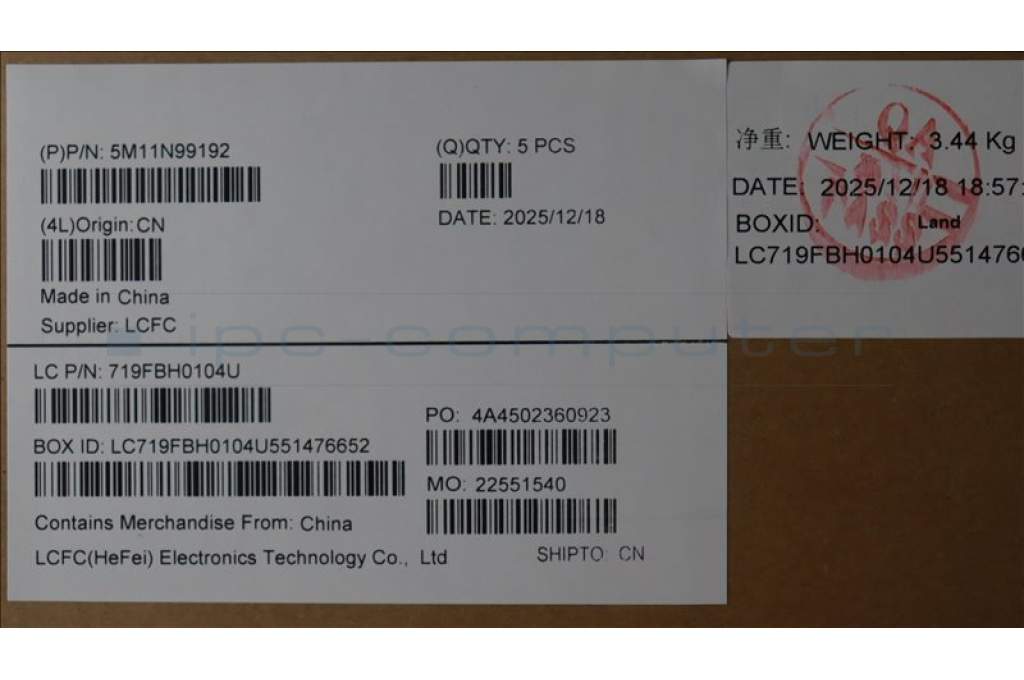 (P)P/N: 5M11N99192
(Q)QTY: 5 PCS
(4L)Origin: CN
DATE: 2025/12/18
Made in China
Supplier: LCFC
LC P/N: 719FBH0104U
PO: 4A4502360923
BOX ID: LC719FBH0104U551476652
MO: 22551540
Contains Merchandise From: China
LCFC(HeFei) Electronics Technology Co., Ltd
SHIPTO: CN
净重: WEIGHT: 3.44 Kg
DATE: 2025/12/18 18:57:
BOXID: Land
LC719FBH0104U5514766
ipc-computer